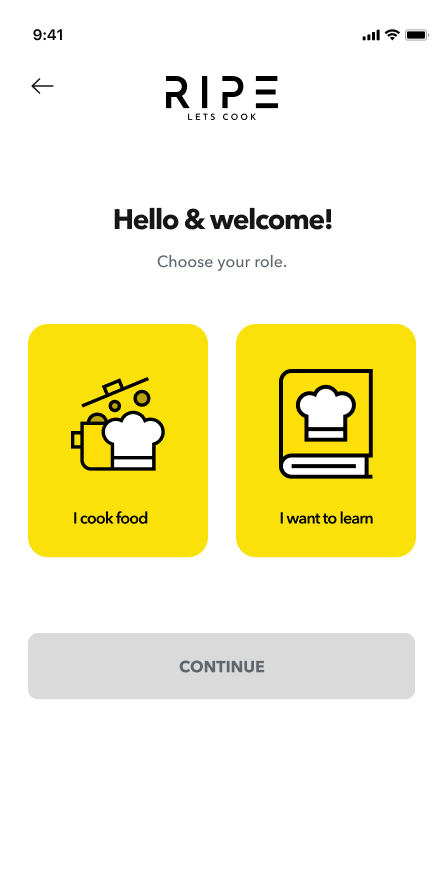 9:41
RIPE
LETS COOK
Hello & welcome!
Choose your role.
I cook food
I want to learn
CONTINUE